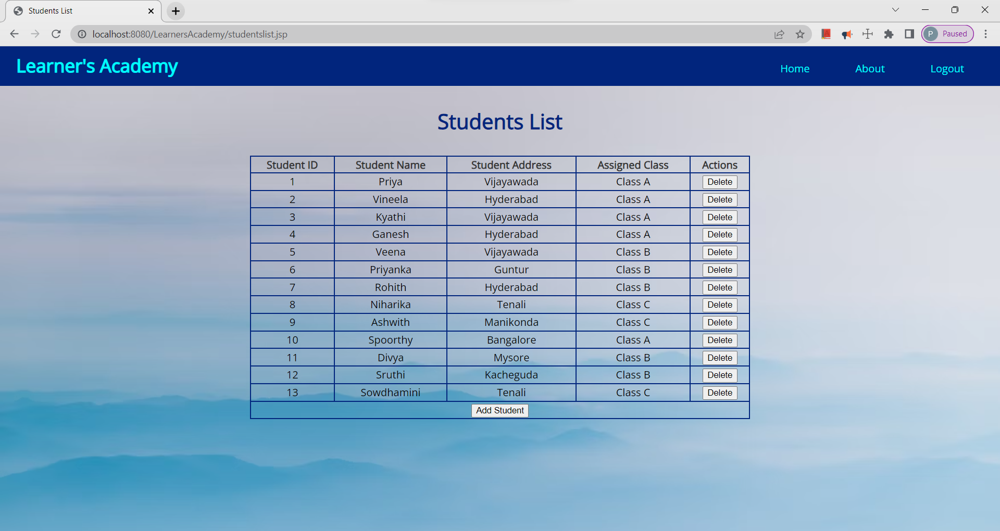 Students List
localhost:8080/LearnersAcademy/studentslist.jsp
P Paused
Learner's Academy Home About Logout
Students List
Student ID Student Name Student Address Assigned Class Actions
1 Priya Vijayawada Class A Delete
2 Vineela Hyderabad Class A Delete
3 Kyathi Vijayawada Class A Delete
4 Ganesh Hyderabad Class A Delete
5 Veena Vijayawada Class B Delete
6 Priyanka Guntur Class B Delete
7 Rohith Hyderabad Class B Delete
8 Niharika Tenali Class C Delete
9 Ashwith Manikonda Class C Delete
10 Spoorthy Bangalore Class A Delete
11 Divya Mysore Class B Delete
12 Sruthi Kacheguda Class B Delete
13 Sowdhamini Tenali Class C Delete
Add Student